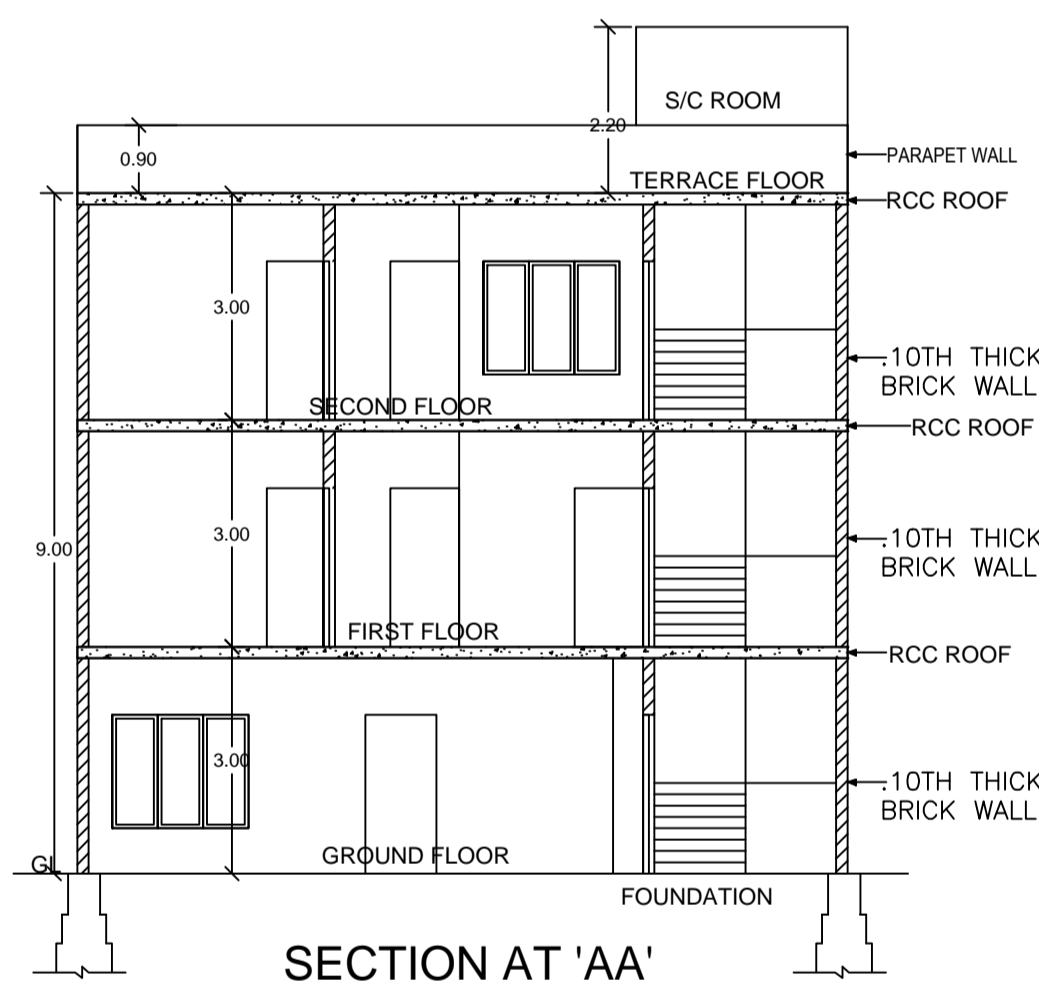 S/C ROOM
2.20
0.90
PARAPET WALL
TERRACE FLOOR
RCC ROOF
3.00
.10TH THICK
BRICK WALL
SECOND FLOOR
RCC ROOF
9.00
3.00
.10TH THICK
BRICK WALL
FIRST FLOOR
RCC ROOF
3.00
.10TH THICK
BRICK WALL
GROUND FLOOR
GL
FOUNDATION
SECTION AT 'AA'